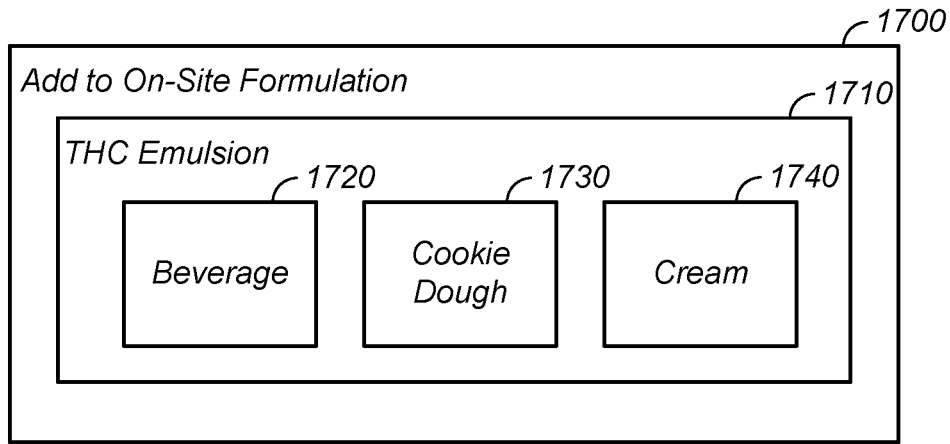 1700
Add to On-Site Formulation
1710
THC Emulsion
1720
1730
1740
Beverage
Cookie
Dough
Cream